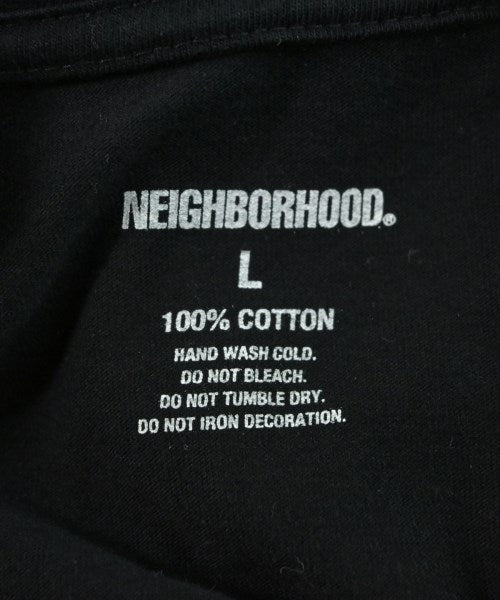 NEIGHBORHOOD®
L
100% COTTON
HAND WASH COLD.
DO NOT BLEACH.
DO NOT TUMBLE DRY.
DO NOT IRON DECORATION.